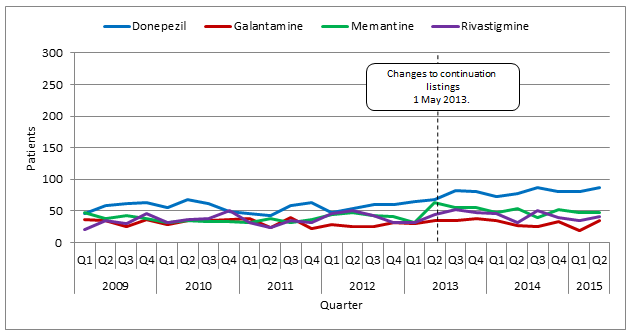 Donepezil Galantamine Memantine Rivastigmine
300
250
200
150
100
50
0
Patients
Changes to continuation
listings
1 May 2013.
Q1 Q2 Q3 Q4 Q1 Q2 Q3 Q4 Q1 Q2 Q3 Q4 Q1 Q2 Q3 Q4 Q1 Q2 Q3 Q4 Q1 Q2 Q3 Q4 Q1 Q2
2009 2010 2011 2012 2013 2014 2015
Quarter